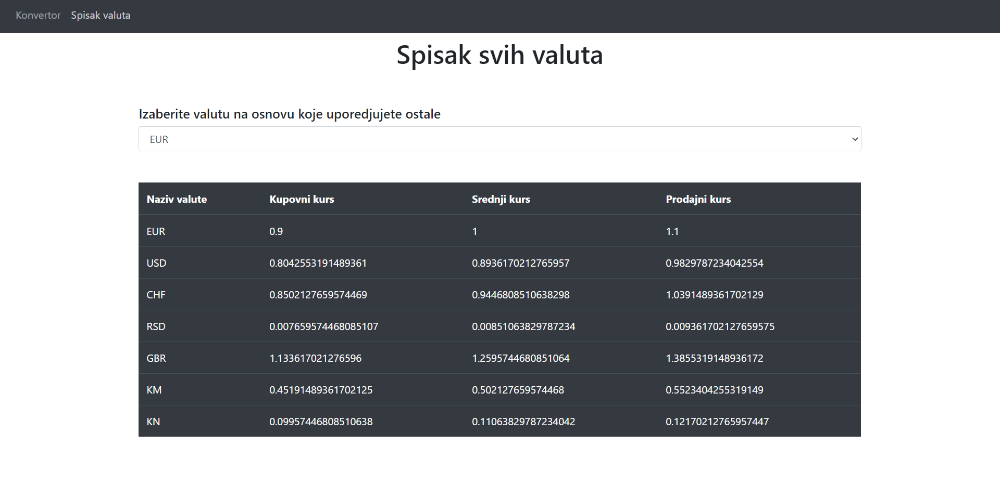 Konvertor Spisak valuta
Spisak svih valuta
Izaberite valutu na osnovu koje uporedjujete ostale
EUR
Naziv valute Kupovni kurs Srednji kurs Prodajni kurs
EUR 0.9 1 1.1
USD 0.8042553191489361 0.8936170212765957 0.9829787234042554
CHF 0.8502127659574469 0.9446808510638298 1.0391489361702129
RSD 0.007659574468085107 0.00851063829787234 0.009361702127659575
GBR 1.133617021276596 1.2595744680851064 1.3855319148936172
KM 0.45191489361702125 0.502127659574468 0.5523404255319149
KN 0.09957446808510638 0.11063829787234042 0.12170212765957447